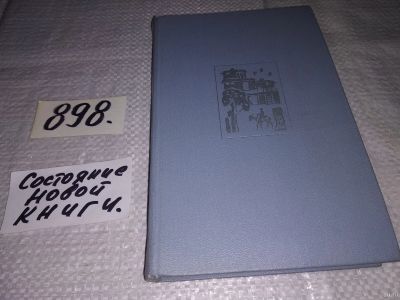 898.
Состояние
новой
книги.